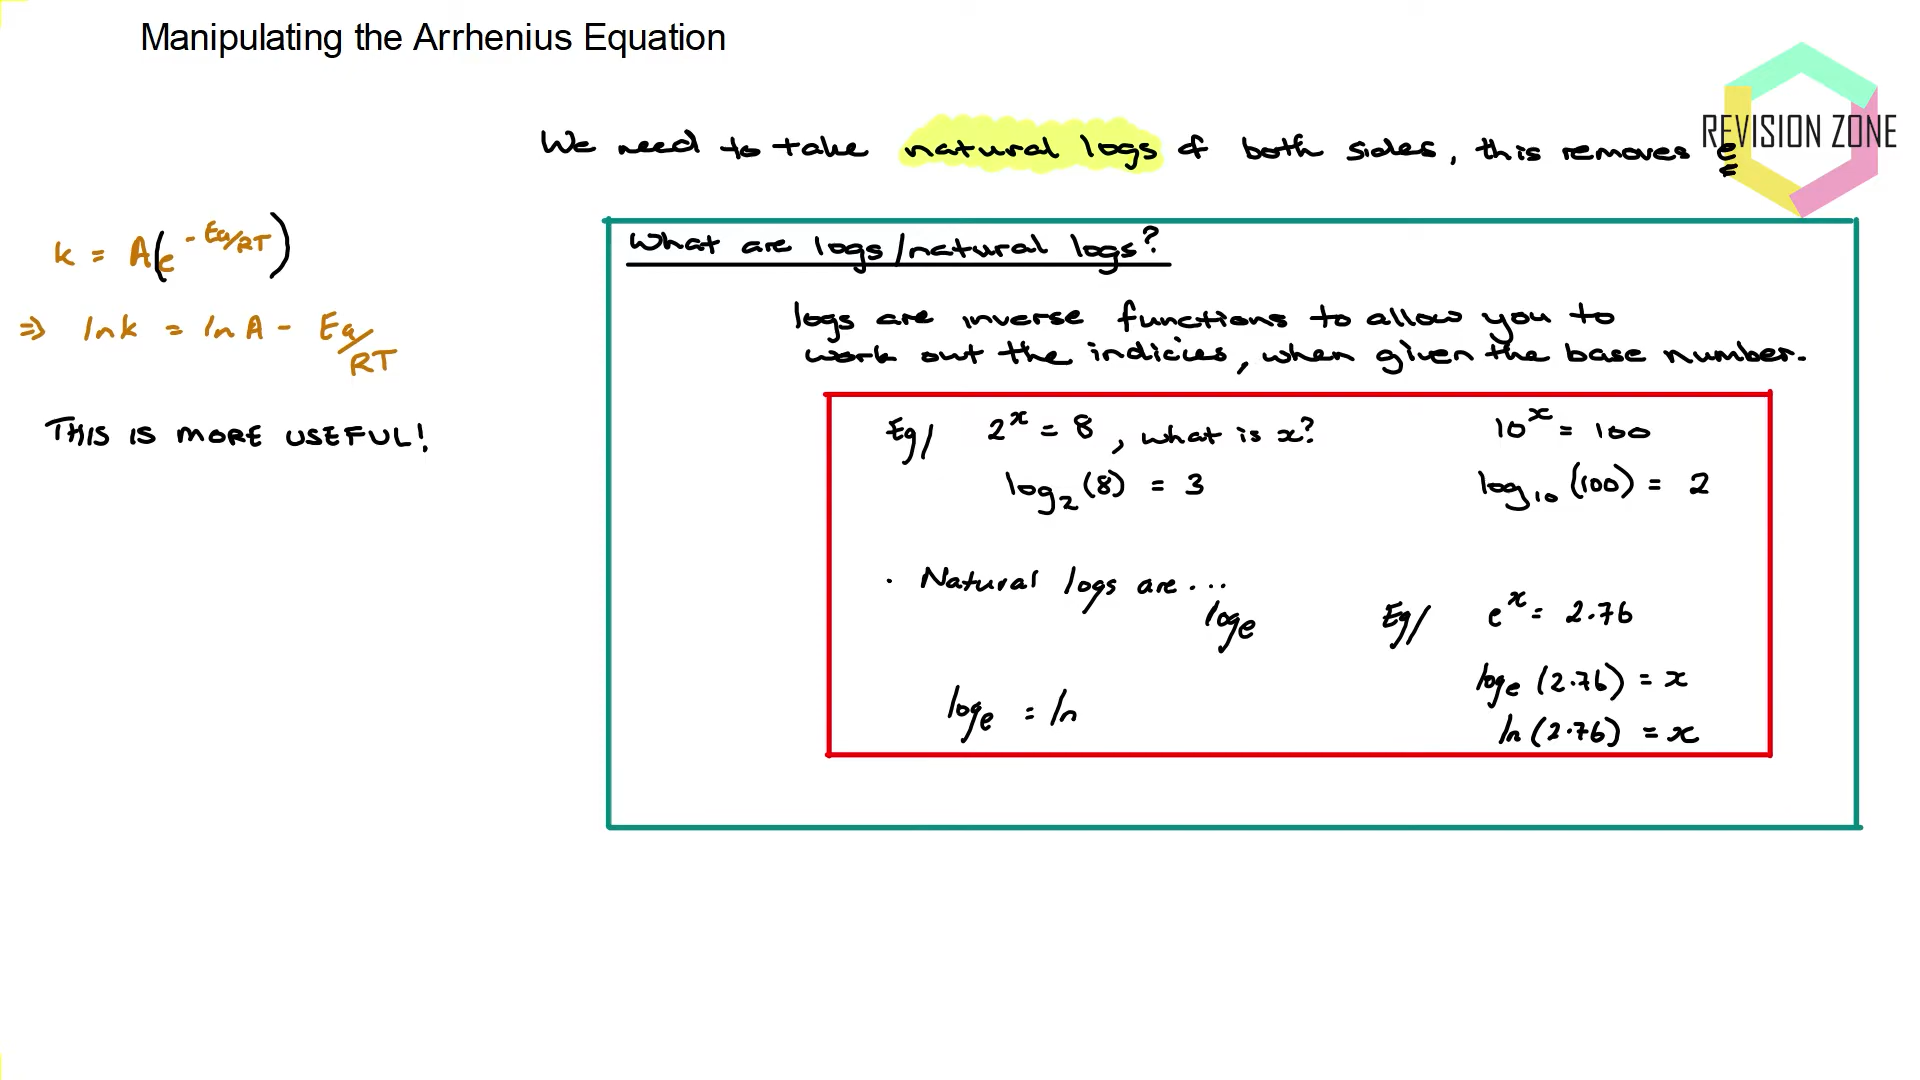 Manipulating the Arrhenius Equation
REVISION ZONE
We need to take natural logs of both sides, this removes e
k = A(e^-Ea/RT)
⇒ ln k = ln A - Ea/RT
THIS IS MORE USEFUL!
What are logs/natural logs?
logs are inverse functions to allow you to
work out the indicies, when given the base number.
Eg/ 2^x = 8, what is x?
log₂(8) = 3
10^x = 100
log₁₀(100) = 2
· Natural logs are...
logₑ
logₑ = ln
Eg/ e^x = 2.76
logₑ(2.76) = x
ln(2.76) = x